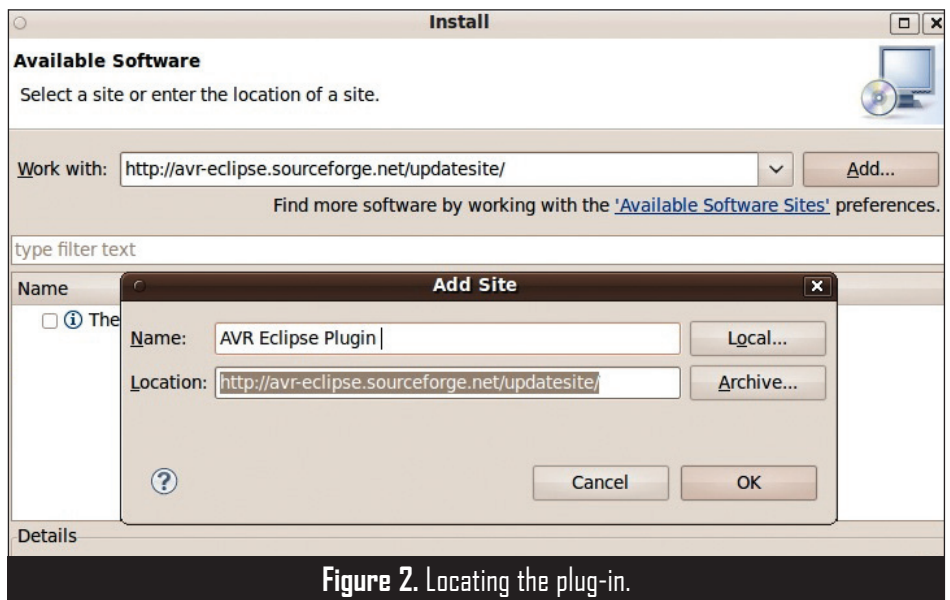 Install
Available Software
Select a site or enter the location of a site.
Work with: http://avr-eclipse.sourceforge.net/updatesite/ Add...
Find more software by working with the 'Available Software Sites' preferences.
type filter text
Name
The
Add Site
Name: AVR Eclipse Plugin Local...
Location: http://avr-eclipse.sourceforge.net/updatesite/ Archive...
? Cancel OK
Details
Figure 2. Locating the plug-in.